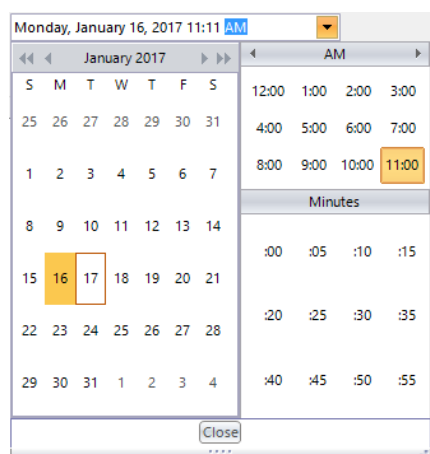 Monday, January 16, 2017 11:11 AM
January 2017
S M T W T F S
25 26 27 28 29 30 31
1 2 3 4 5 6 7
8 9 10 11 12 13 14
15 16 17 18 19 20 21
22 23 24 25 26 27 28
29 30 31 1 2 3 4
AM
12:00 1:00 2:00 3:00
4:00 5:00 6:00 7:00
8:00 9:00 10:00 11:00
Minutes
:00 :05 :10 :15
:20 :25 :30 :35
:40 :45 :50 :55
Close